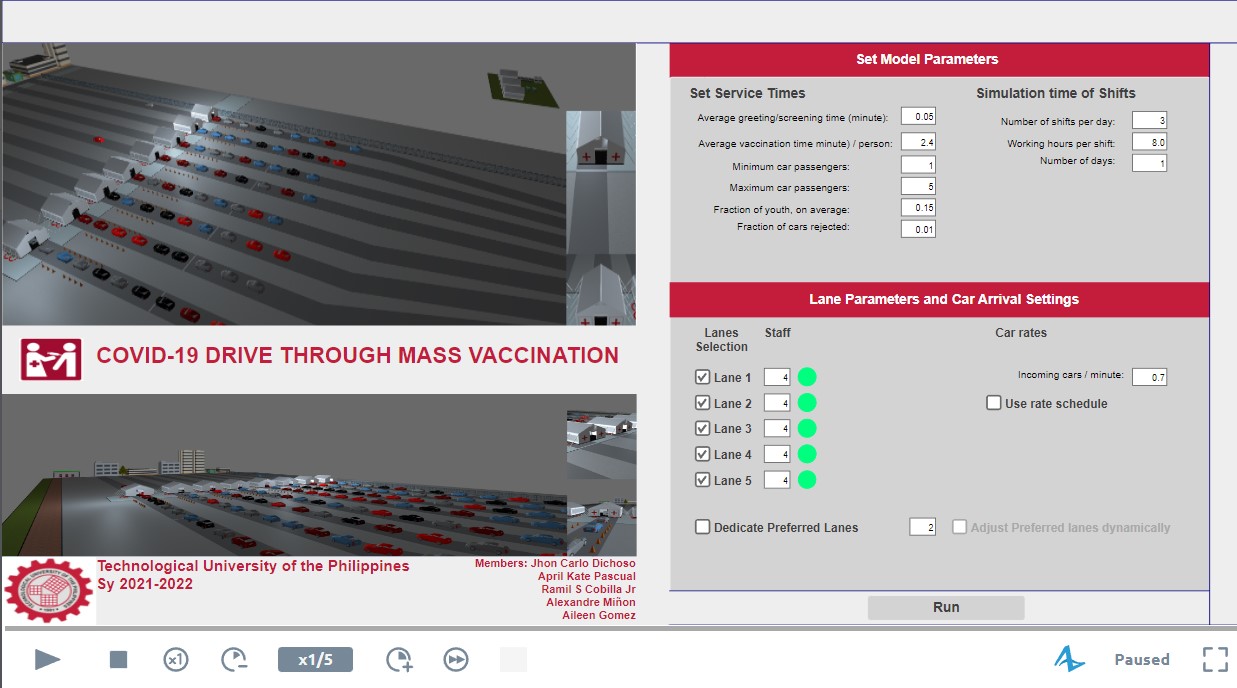 Set Model Parameters
Set Service Times
Average greeting/screening time (minute): 0.05
Average vaccination time minute) / person: 2.4
Minimum car passengers: 1
Maximum car passengers: 5
Fraction of youth, on average: 0.15
Fraction of cars rejected: 0.01
Simulation time of Shifts
Number of shifts per day: 3
Working hours per shift: 8.0
Number of days: 1
COVID-19 DRIVE THROUGH MASS VACCINATION
Lane Parameters and Car Arrival Settings
Lanes
Selection
Staff
Lane 1 4
Lane 2 4
Lane 3 4
Lane 4 4
Lane 5 4
Car rates
Incoming cars / minute: 0.7
Use rate schedule
Dedicate Preferred Lanes 2 Adjust Preferred lanes dynamically
Technological University of the Philippines
Sy 2021-2022
Members: Jhon Carlo Dichoso
April Kate Pascual
Ramil S Cobilla Jr
Alexandre Miñon
Aileen Gomez
Run
x1 x1/5 Paused